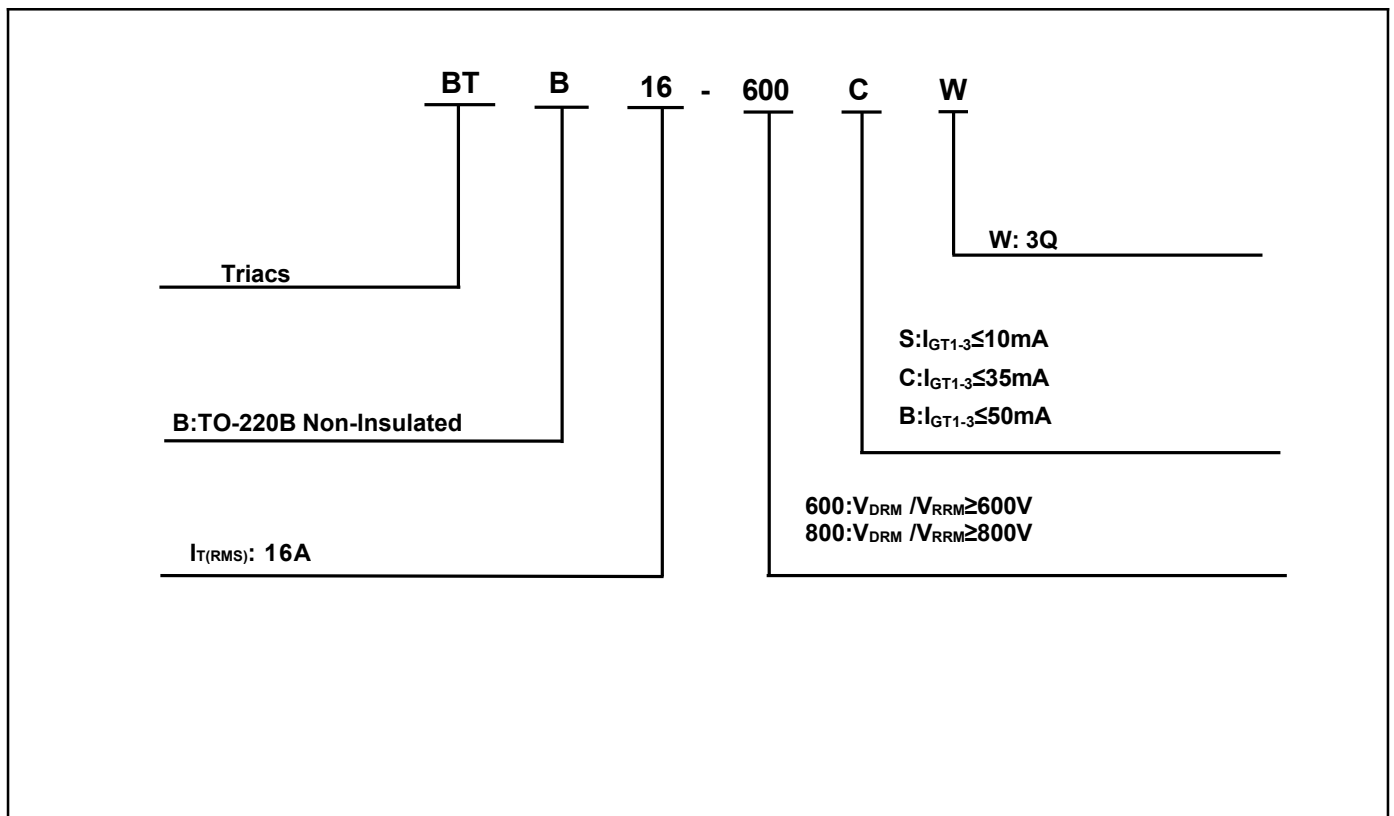 BT B 16 - 600 C W
W: 3Q
Triacs
S:IGT1-3≤10mA
C:IGT1-3≤35mA
B:IGT1-3≤50mA
B:TO-220B Non-Insulated
600:VDRM /VRRM≥600V
800:VDRM /VRRM≥800V
IT(RMS): 16A